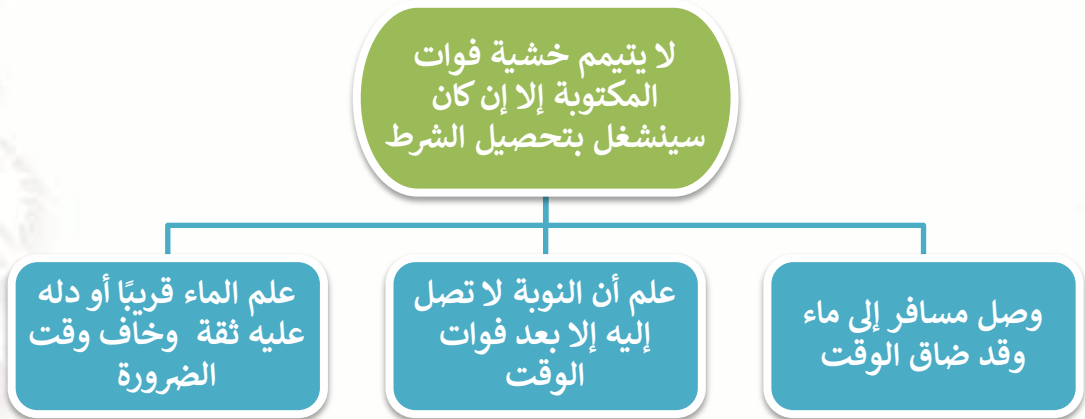 لا يتيمم خشية فوات
المكتوبة إلا إن كان
سينشغل بتحصيل الشرط
وصل مسافر إلى ماء
وقد ضاق الوقت
علم أن النوبة لا تصل
إليه إلا بعد فوات
الوقت
علم الماء قريبًا أو دله
عليه ثقة وخاف وقت
الضرورة